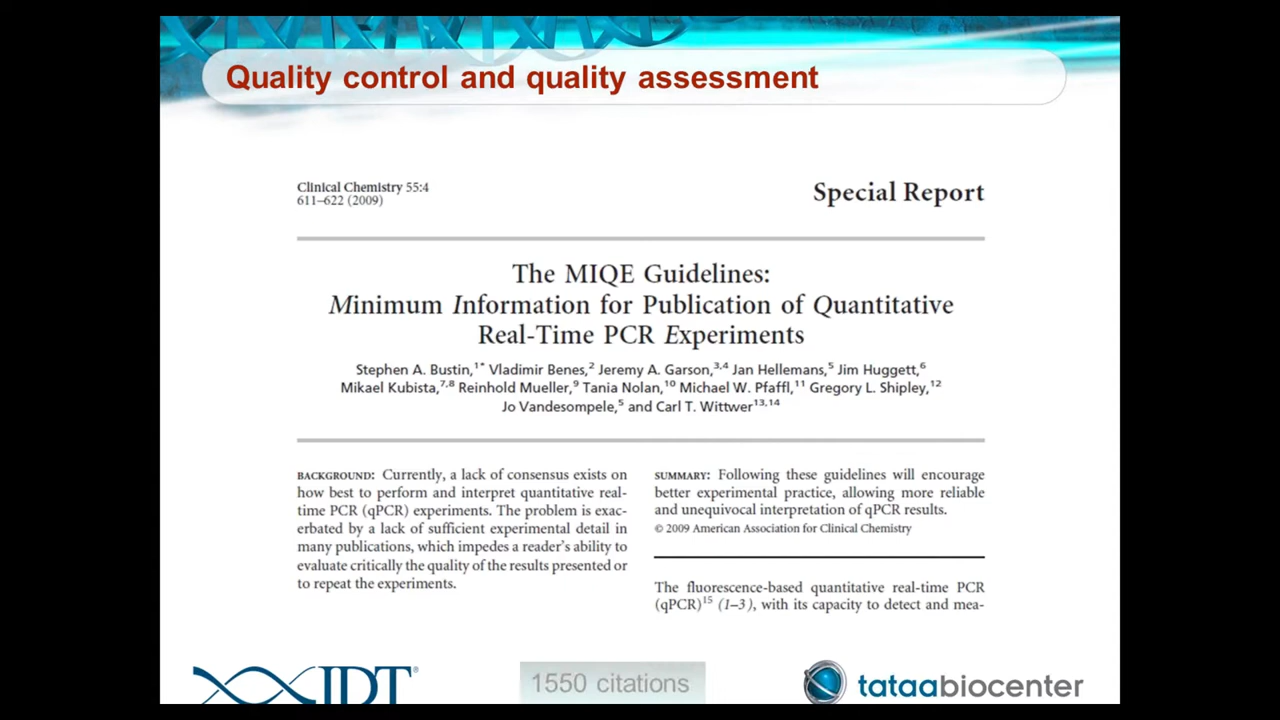 Quality control and quality assessment
Clinical Chemistry 55:4
611–622 (2009)
Special Report
The MIQE Guidelines:
Minimum Information for Publication of Quantitative
Real-Time PCR Experiments
Stephen A. Bustin,1* Vladimir Benes,2 Jeremy A. Garson,3,4 Jan Hellemans,5 Jim Huggett,6
Mikael Kubista,7,8 Reinhold Mueller,9 Tania Nolan,10 Michael W. Pfaffl,11 Gregory L. Shipley,12
Jo Vandesompele,5 and Carl T. Wittwer13,14
BACKGROUND: Currently, a lack of consensus exists on
how best to perform and interpret quantitative real-
time PCR (qPCR) experiments. The problem is exac-
erbated by a lack of sufficient experimental detail in
many publications, which impedes a reader's ability to
evaluate critically the quality of the results presented or
to repeat the experiments.
SUMMARY: Following these guidelines will encourage
better experimental practice, allowing more reliable
and unequivocal interpretation of qPCR results.
© 2009 American Association for Clinical Chemistry
The fluorescence-based quantitative real-time PCR
(qPCR)15 (1–3), with its capacity to detect and mea-
IDT®
1550 citations
tataabiocenter